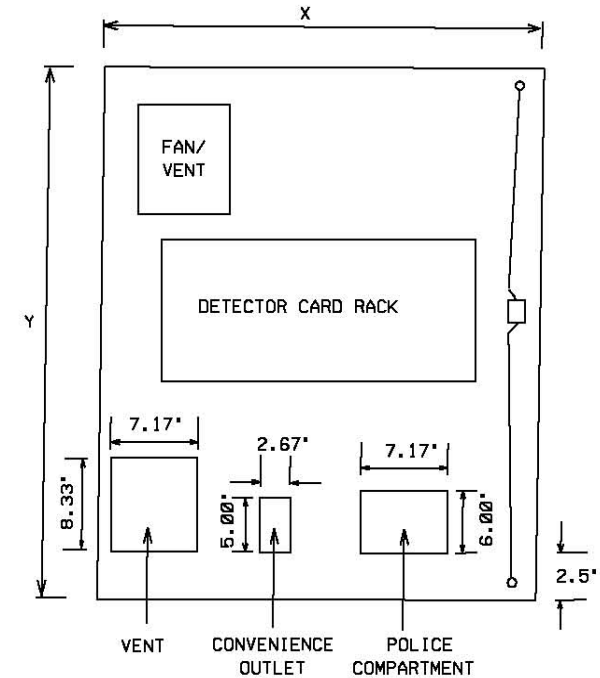 X
FAN/
VENT
DETECTOR CARD RACK
Y
7.17"
2.67"
7.17"
8.33"
5.00"
6.00"
2.5"
VENT
CONVENIENCE
OUTLET
POLICE
COMPARTMENT